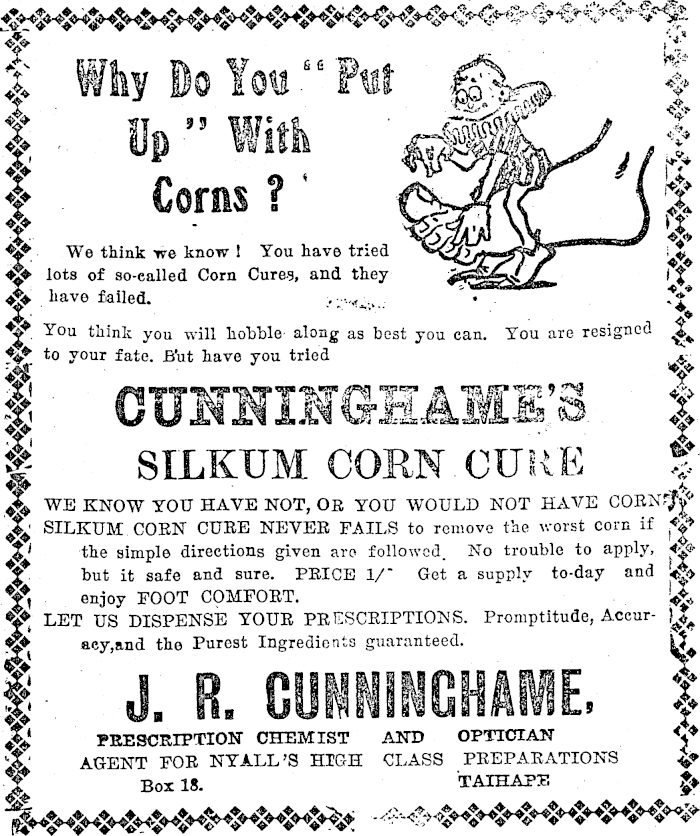 Why Do You “ Put
Up ” With
Corns ?
We think we know ! You have tried
lots of so-called Corn Cures, and they
have failed.
You think you will hobble along as best you can. You are resigned
to your fate. But have you tried
CUNNINGHAME'S
SILKUM CORN CURE
WE KNOW YOU HAVE NOT, OR YOU WOULD NOT HAVE CORNS
SILKUM CORN CURE NEVER FAILS to remove the worst corn if
the simple directions given are followed. No trouble to apply,
but it safe and sure. PRICE 1/- Get a supply to-day and
enjoy FOOT COMFORT.
LET US DISPENSE YOUR PRESCRIPTIONS. Promptitude, Accur-
acy,and the Purest Ingredients guaranteed.
J. R. CUNNINGHAME,
PRESCRIPTION CHEMIST AND OPTICIAN
AGENT FOR NYALL'S HIGH CLASS PREPARATIONS
Box 18. TAIHAPE